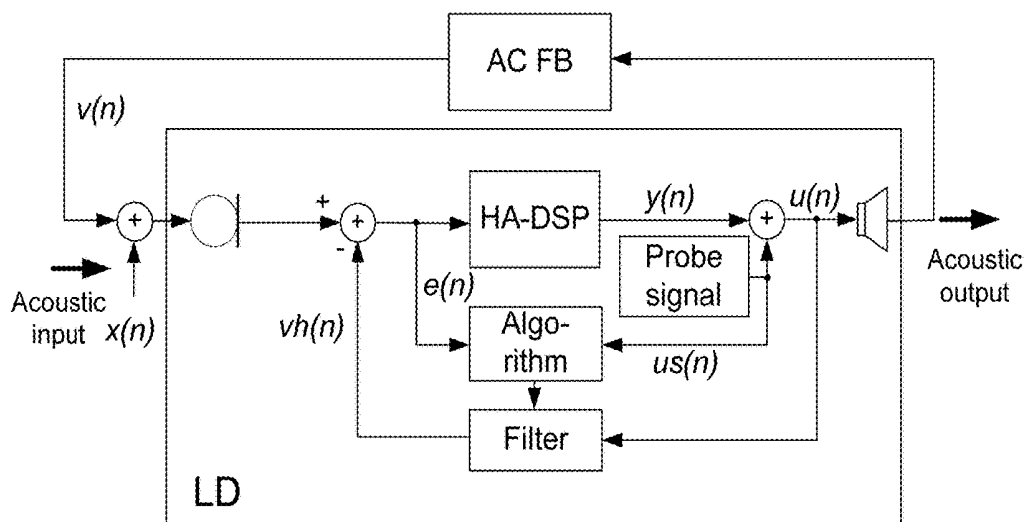 AC FB
v(n)
+
Acoustic
input
x(n)
+
+
-
HA-DSP
y(n)
+
u(n)
Acoustic
output
Probe
signal
e(n)
vh(n)
Algo-
rithm
us(n)
Filter
LD